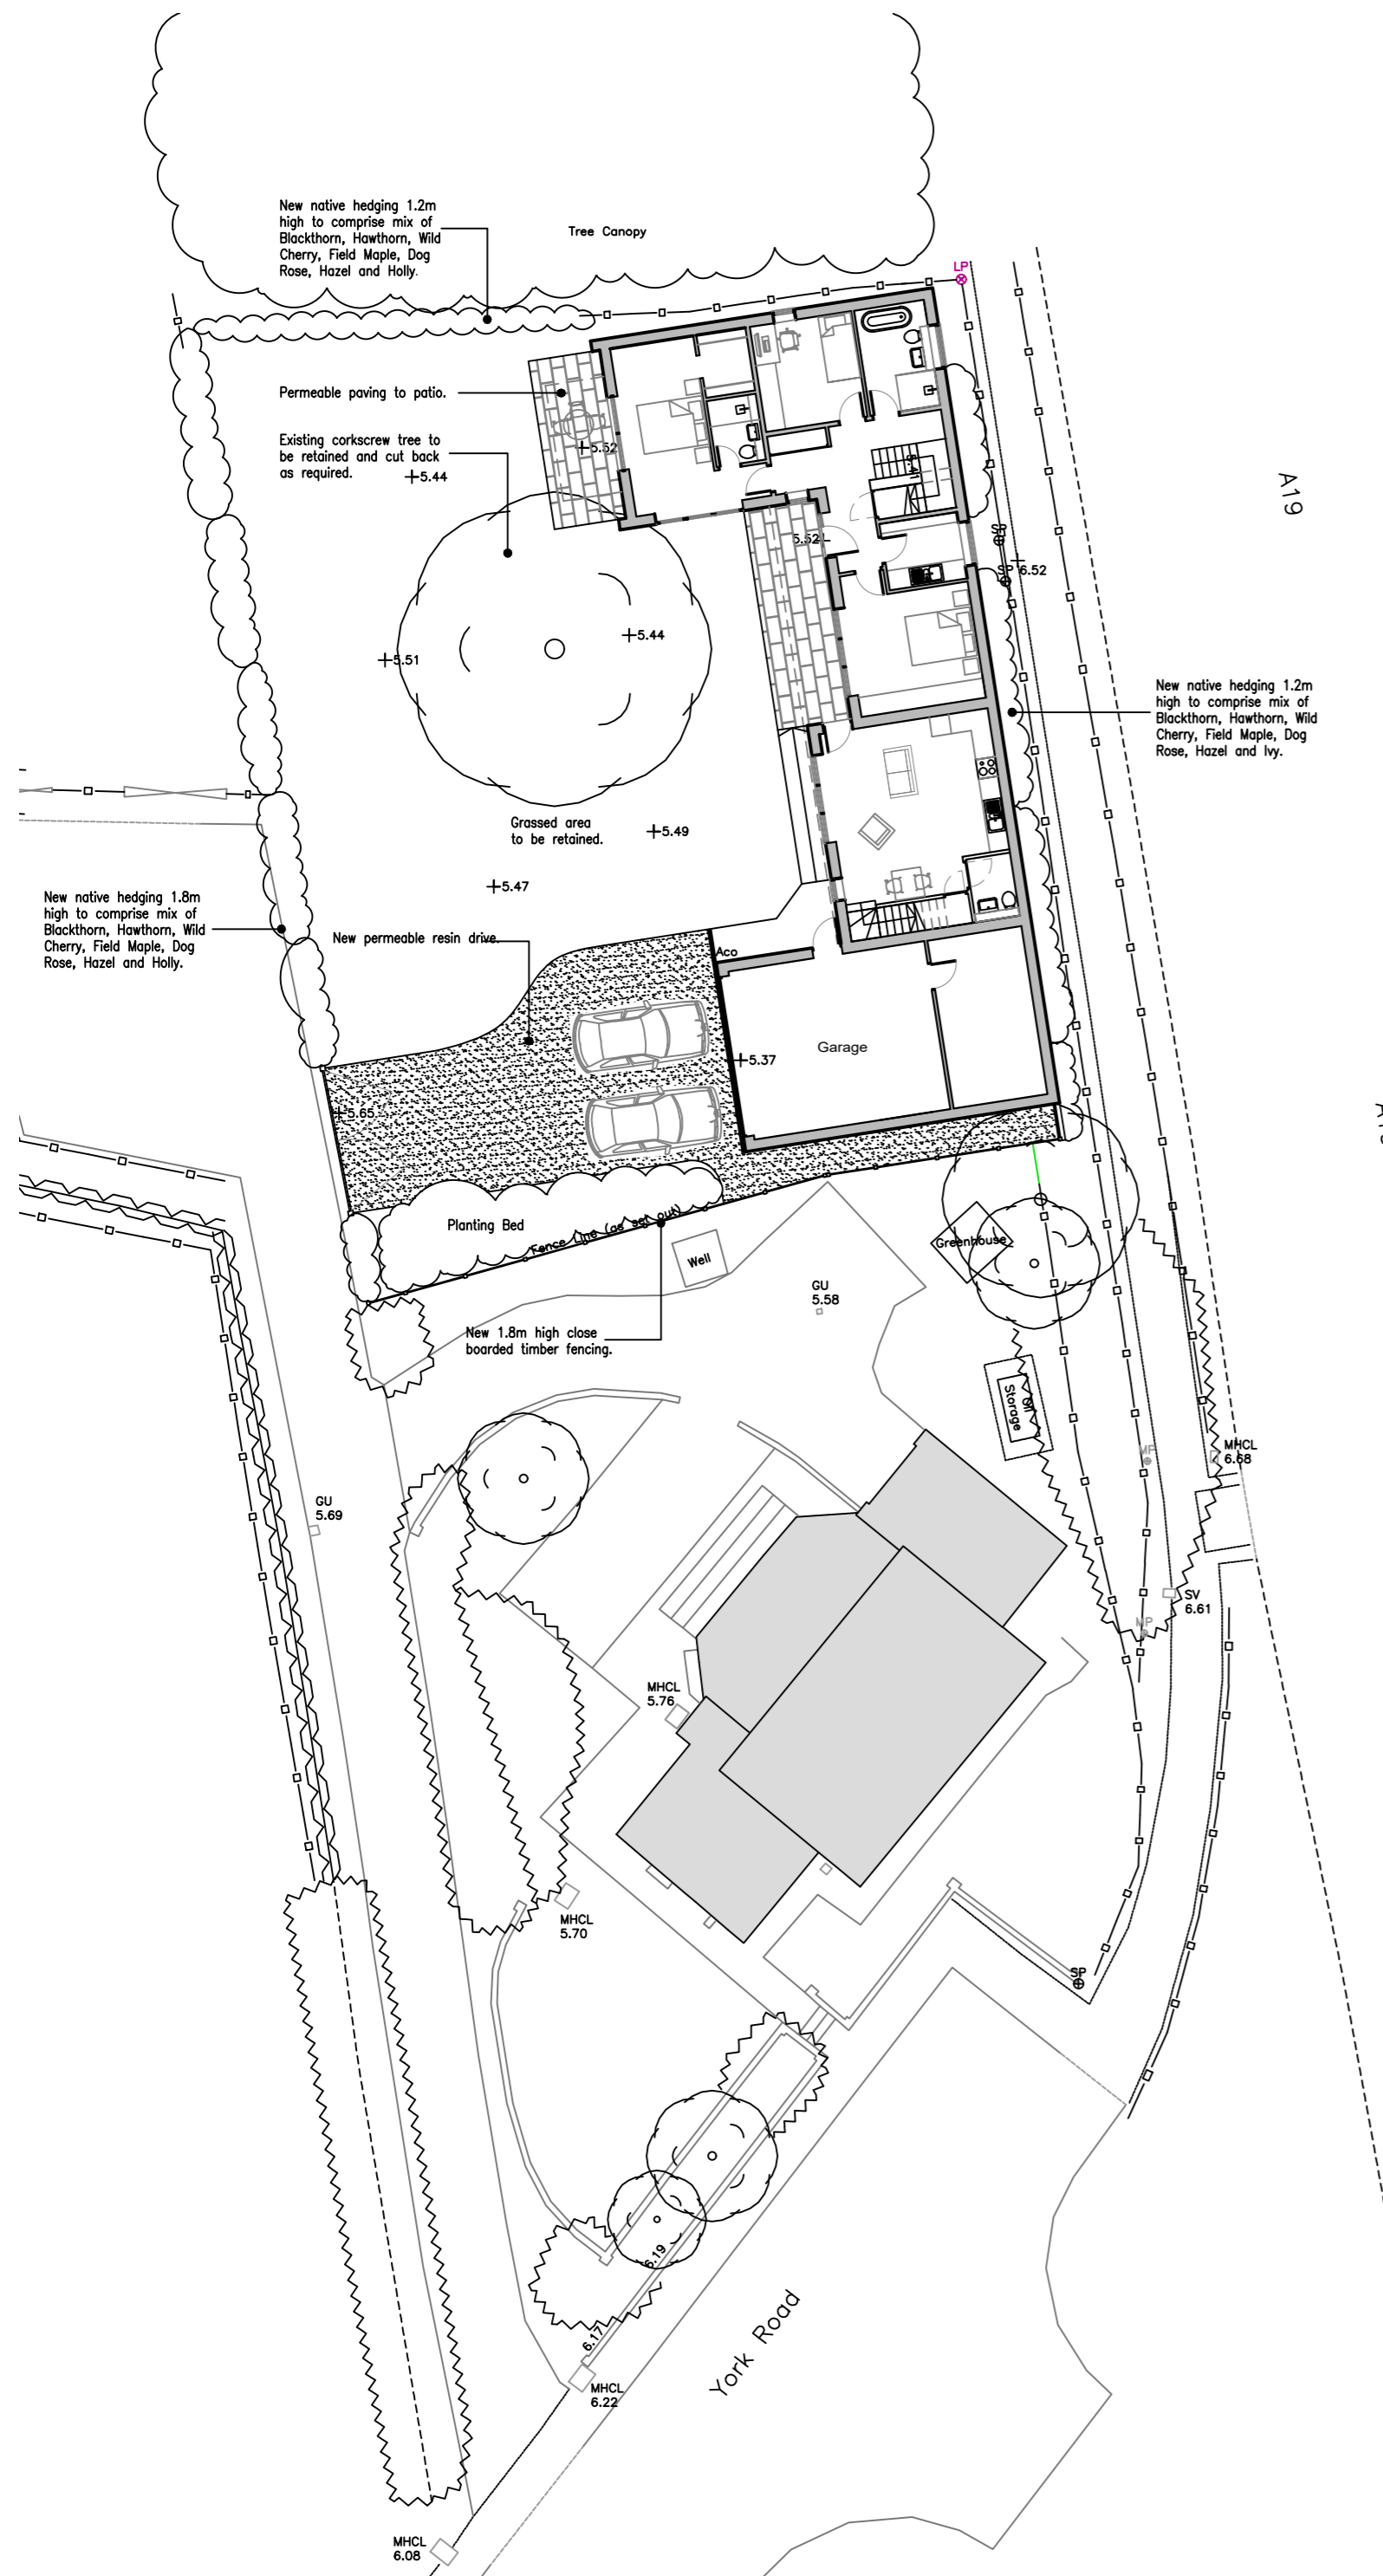 New native hedging 1.2m
high to comprise mix of
Blackthorn, Hawthorn, Wild
Cherry, Field Maple, Dog
Rose, Hazel and Holly.
Tree Canopy
LP
Permeable paving to patio.
Existing corkscrew tree to
be retained and cut back
as required.
5.44
5.52
5.41
A19
5.52
SP
SP
6.52
5.44
5.51
New native hedging 1.2m
high to comprise mix of
Blackthorn, Hawthorn, Wild
Cherry, Field Maple, Dog
Rose, Hazel and Ivy.
Grassed area
to be retained.
5.49
5.47
New native hedging 1.8m
high to comprise mix of
Blackthorn, Hawthorn, Wild
Cherry, Field Maple, Dog
Rose, Hazel and Holly.
New permeable resin drive.
Aco
Garage
5.37
5.65
Planting Bed
Fence Line (as set out)
Well
Greenhouse
GU
5.58
New 1.8m high close
boarded timber fencing.
Oil
Storage
MP
MHCL
6.68
GU
5.69
SV
6.61
MP
MHCL
5.76
MHCL
5.70
SP
6.19
6.17
York Road
MHCL
6.22
MHCL
6.08